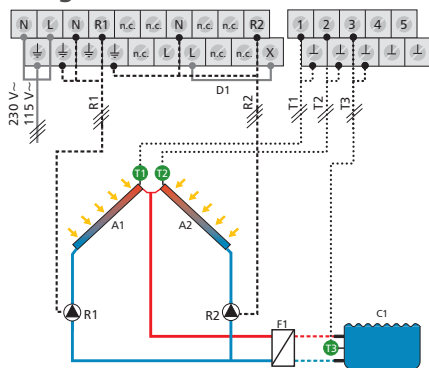 N L N R1 n.c. n.c. N n.c. n.c. R2 1 2 3 4 5
n.c. n.c. N L n.c. n.c. X
D1
230 V~
115 V~
R1
R2
T1
T2
T3
T1 T2
A1 A2
R1 R2
F1 C1
T3